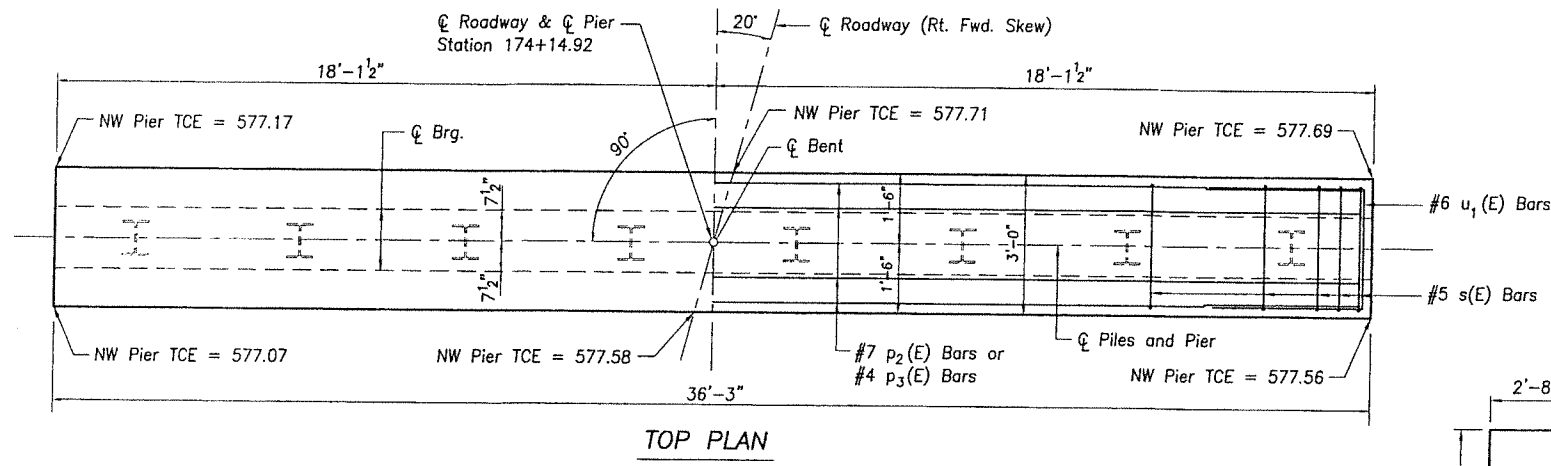 ℄ Roadway & ℄ Pier
Station 174+14.92
20°
℄ Roadway (Rt. Fwd. Skew)
18'-1½"
18'-1½"
NW Pier TCE = 577.17
℄ Brg.
90°
NW Pier TCE = 577.71
℄ Bent
NW Pier TCE = 577.69
7½"
7½"
1'-6"
1'-6"
3'-0"
#6 u₁(E) Bars
#5 s(E) Bars
NW Pier TCE = 577.07
NW Pier TCE = 577.58
#7 p₂(E) Bars or
#4 p₃(E) Bars
℄ Piles and Pier
NW Pier TCE = 577.56
36'-3"
2'-8
TOP PLAN